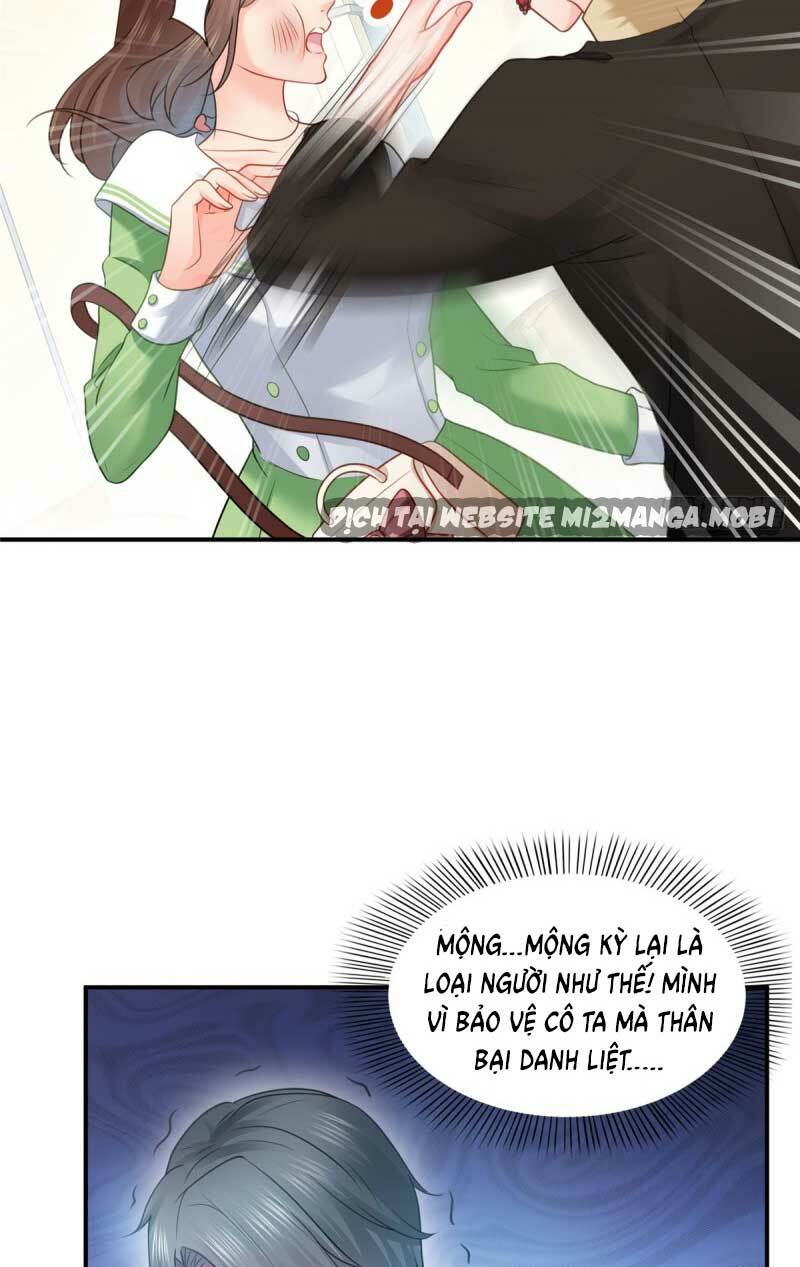 DỊCH TẠI WEBSITE MI2MANGA.MOBI
MỘNG...MỘNG KỲ LẠI LÀ
LOẠI NGƯỜI NHƯ THẾ! MÌNH
VÌ BẢO VỆ CÔ TA MÀ THÂN
BẠI DANH LIỆT.....